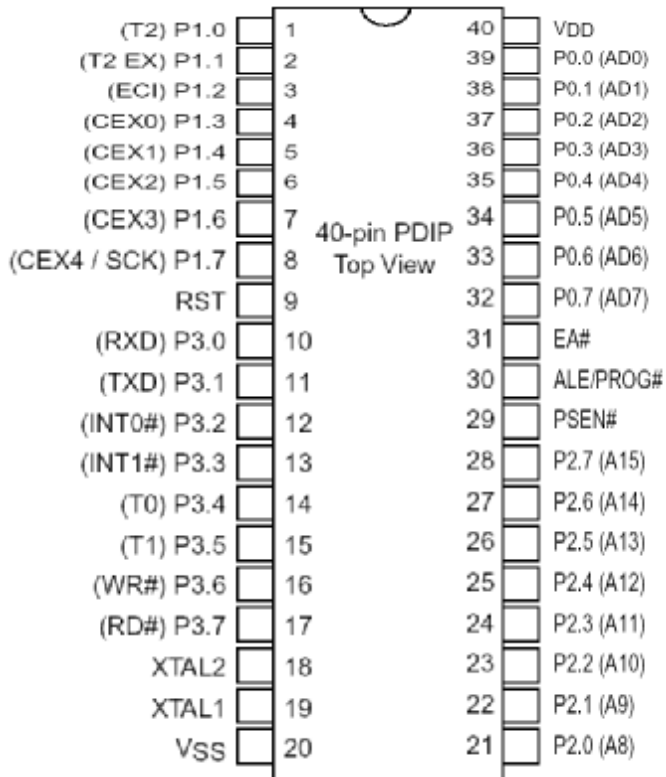 (T2) P1.0 1 40 VDD
(T2 EX) P1.1 2 39 P0.0 (AD0)
(ECI) P1.2 3 38 P0.1 (AD1)
(CEX0) P1.3 4 37 P0.2 (AD2)
(CEX1) P1.4 5 36 P0.3 (AD3)
(CEX2) P1.5 6 35 P0.4 (AD4)
(CEX3) P1.6 7 34 P0.5 (AD5)
40-pin PDIP
Top View
(CEX4 / SCK) P1.7 8 33 P0.6 (AD6)
RST 9 32 P0.7 (AD7)
(RXD) P3.0 10 31 EA#
(TXD) P3.1 11 30 ALE/PROG#
(INT0#) P3.2 12 29 PSEN#
(INT1#) P3.3 13 28 P2.7 (A15)
(T0) P3.4 14 27 P2.6 (A14)
(T1) P3.5 15 26 P2.5 (A13)
(WR#) P3.6 16 25 P2.4 (A12)
(RD#) P3.7 17 24 P2.3 (A11)
XTAL2 18 23 P2.2 (A10)
XTAL1 19 22 P2.1 (A9)
VSS 20 21 P2.0 (A8)